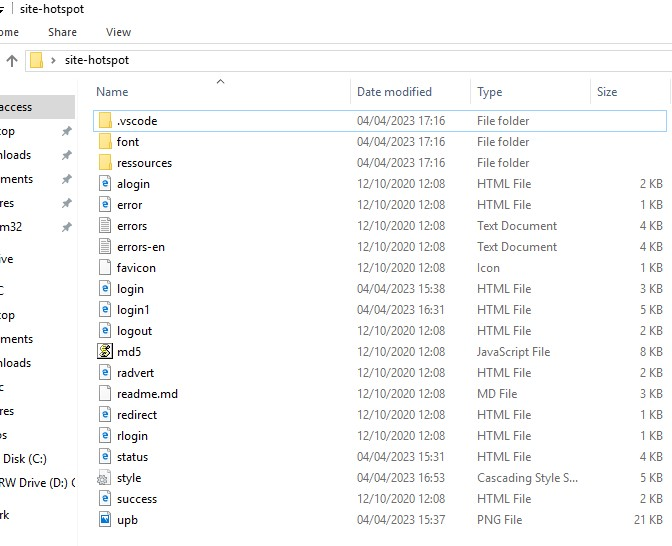 site-hotspot
ome Share View
site-hotspot
Name Date modified Type Size
access
top
nloads
ments
res
m32
ive
C
top
ments
nloads
c
res
os
Disk (C:)
RW Drive (D:) C
rk
.vscode 04/04/2023 17:16 File folder
font 04/04/2023 17:16 File folder
ressources 04/04/2023 17:16 File folder
alogin 12/10/2020 12:08 HTML File 2 KB
error 12/10/2020 12:08 HTML File 1 KB
errors 12/10/2020 12:08 Text Document 4 KB
errors-en 12/10/2020 12:08 Text Document 4 KB
favicon 12/10/2020 12:08 Icon 1 KB
login 04/04/2023 15:38 HTML File 3 KB
login1 04/04/2023 16:31 HTML File 5 KB
logout 12/10/2020 12:08 HTML File 2 KB
md5 12/10/2020 12:08 JavaScript File 8 KB
radvert 12/10/2020 12:08 HTML File 2 KB
readme.md 12/10/2020 12:08 MD File 3 KB
redirect 12/10/2020 12:08 HTML File 1 KB
rlogin 12/10/2020 12:08 HTML File 1 KB
status 04/04/2023 15:31 HTML File 4 KB
style 04/04/2023 16:53 Cascading Style S... 5 KB
success 12/10/2020 12:08 HTML File 2 KB
upb 04/04/2023 15:37 PNG File 21 KB